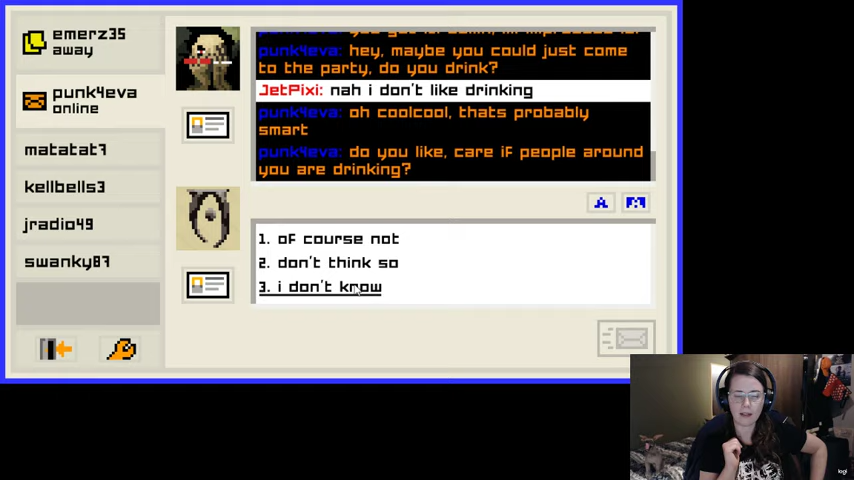 emerz35
away
punk4eva
online
matatat7
kellbells3
jradio49
swanky87
punk4eva: hey, maybe you could just come
to the party, do you drink?
JetPixi: nah i don't like drinking
punk4eva: oh coolcool, thats probably
smart
punk4eva: do you like, care if people around
you are drinking?
A
1. of course not
2. don't think so
3. i don't know
logi